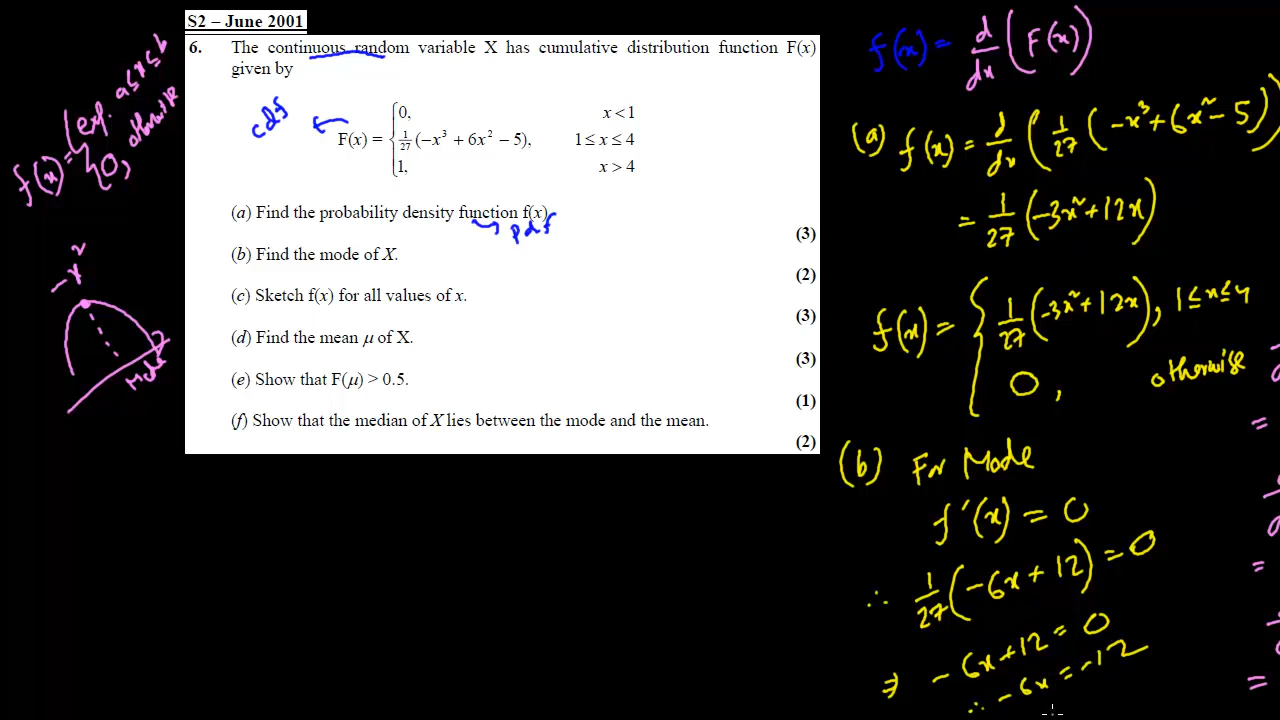 S2 – June 2001
6. The continuous random variable X has cumulative distribution function F(x)
given by
cdf
F(x) = { 0, x < 1
1/27 (−x³ + 6x² − 5), 1 ≤ x ≤ 4
1, x > 4
(a) Find the probability density function f(x).
pdf
(3)
(b) Find the mode of X.
(2)
(c) Sketch f(x) for all values of x.
(3)
(d) Find the mean μ of X.
(3)
(e) Show that F(μ) > 0.5.
(1)
(f) Show that the median of X lies between the mode and the mean.
(2)
f(x) = { exp. a ≤ x ≤ b
0, otherwise
−x²
Mode
f(x) = d/dx (F(x))
(a) f(x) = d/dx (1/27 (−x³ + 6x² − 5))
= 1/27 (−3x² + 12x)
f(x) = { 1/27 (−3x² + 12x), 1 ≤ x ≤ 4
0, otherwise
(b) For Mode
f′(x) = 0
∴ 1/27 (−6x + 12) = 0
⇒ −6x + 12 = 0
∴ −6x = −12